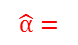 α̂ =